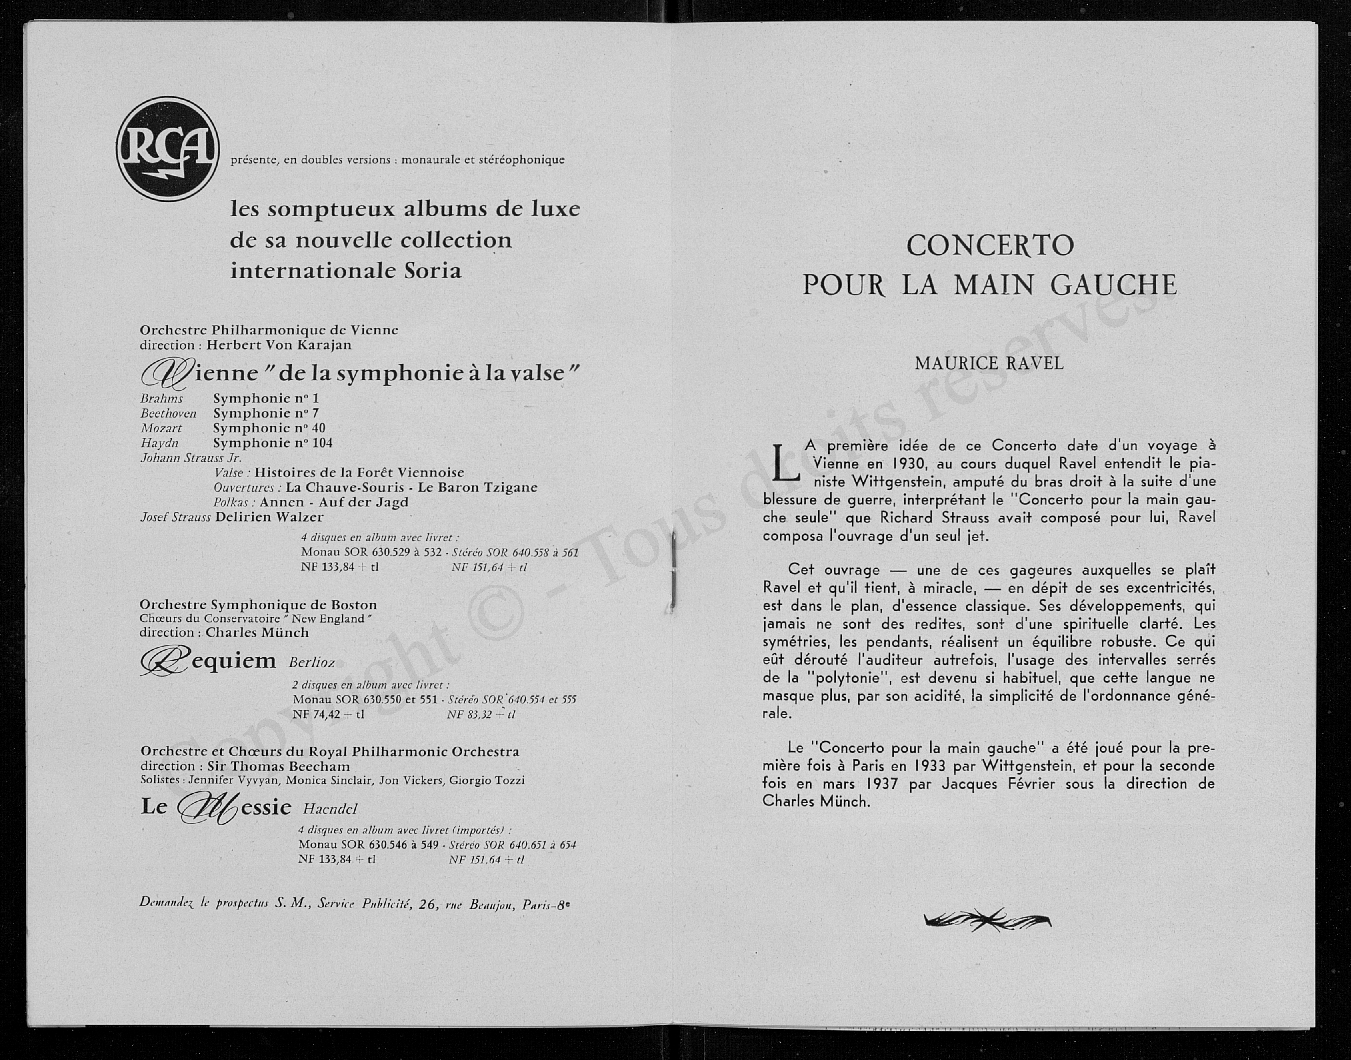 RCA
présente, en doubles versions : monaurale et stéréophonique
les somptueux albums de luxe
de sa nouvelle collection
internationale Soria
Orchestre Philharmonique de Vienne
direction : Herbert Von Karajan
Vienne "de la symphonie à la valse"
Brahms Symphonie nº 1
Beethoven Symphonie nº 7
Mozart Symphonie nº 40
Haydn Symphonie nº 104
Johann Strauss Jr.
Valse : Histoires de la Forêt Viennoise
Ouvertures : La Chauve-Souris - Le Baron Tzigane
Polkas : Annen - Auf der Jagd
Josef Strauss Delirien Walzer
4 disques en album avec livret :
Monau SOR 630.529 à 532 - Stéréo SOR 640.558 à 561
NF 133,84 + tl NF 151,64 + tl
Orchestre Symphonique de Boston
Chœurs du Conservatoire " New England "
direction : Charles Münch
Requiem Berlioz
2 disques en album avec livret :
Monau SOR 630.550 et 551 - Stéréo SOR 640.554 et 555
NF 74,42 + tl NF 83,32 + tl
Orchestre et Chœurs du Royal Philharmonic Orchestra
direction : Sir Thomas Beecham
Solistes : Jennifer Vyvyan, Monica Sinclair, Jon Vickers, Giorgio Tozzi
Le Messie Haendel
4 disques en album avec livret (importés) :
Monau SOR 630.546 à 549 - Stéréo SOR 640.651 à 654
NF 133,84 + tl NF 151,64 + tl
Demandez le prospectus S. M., Service Publicité, 26, rue Beaujon, Paris-8e
CONCERTO
POUR LA MAIN GAUCHE
MAURICE RAVEL
LA première idée de ce Concerto date d'un voyage à
Vienne en 1930, au cours duquel Ravel entendit le pia-
niste Wittgenstein, amputé du bras droit à la suite d'une
blessure de guerre, interprétant le "Concerto pour la main gau-
che seule" que Richard Strauss avait composé pour lui, Ravel
composa l'ouvrage d'un seul jet.
Cet ouvrage — une de ces gageures auxquelles se plaît
Ravel et qu'il tient, à miracle, — en dépit de ses excentricités,
est dans le plan, d'essence classique. Ses développements, qui
jamais ne sont des redites, sont d'une spirituelle clarté. Les
symétries, les pendants, réalisent un équilibre robuste. Ce qui
eût dérouté l'auditeur autrefois, l'usage des intervalles serrés
de la "polytonie", est devenu si habituel, que cette langue ne
masque plus, par son acidité, la simplicité de l'ordonnance géné-
rale.
Le "Concerto pour la main gauche" a été joué pour la pre-
mière fois à Paris en 1933 par Wittgenstein, et pour la seconde
fois en mars 1937 par Jacques Février sous la direction de
Charles Münch.
Copyright © - Tous droits réservés.